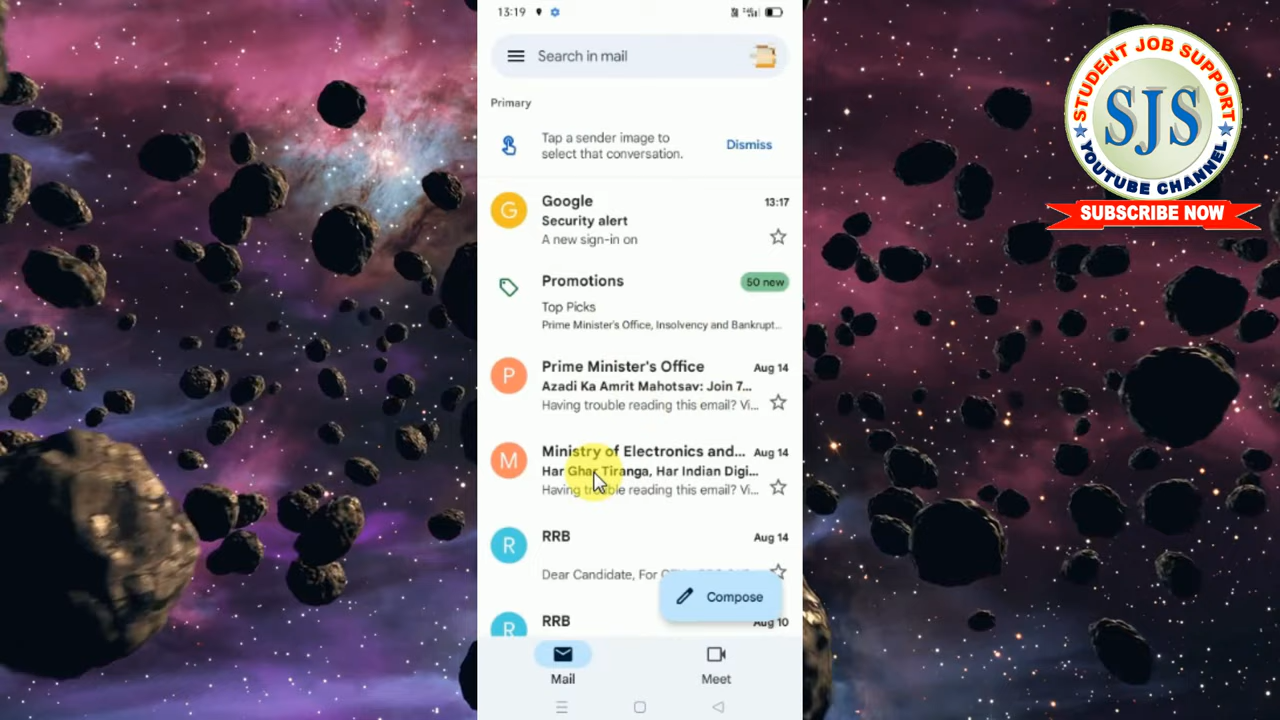 13:19
Search in mail
Primary
Tap a sender image to
select that conversation.
Dismiss
G
Google
13:17
Security alert
A new sign-in on
Promotions
50 new
Top Picks
Prime Minister's Office, Insolvency and Bankrupt...
P
Prime Minister's Office
Aug 14
Azadi Ka Amrit Mahotsav: Join 7...
Having trouble reading this email? Vi...
M
Ministry of Electronics and...
Aug 14
Har Ghar Tiranga, Har Indian Digi...
Having trouble reading this email? Vi...
R
RRB
Aug 14
Dear Candidate, For
Compose
R
RRB
Aug 10
Mail
Meet
STUDENT JOB SUPPORT
SJS
YOUTUBE CHANNEL
SUBSCRIBE NOW